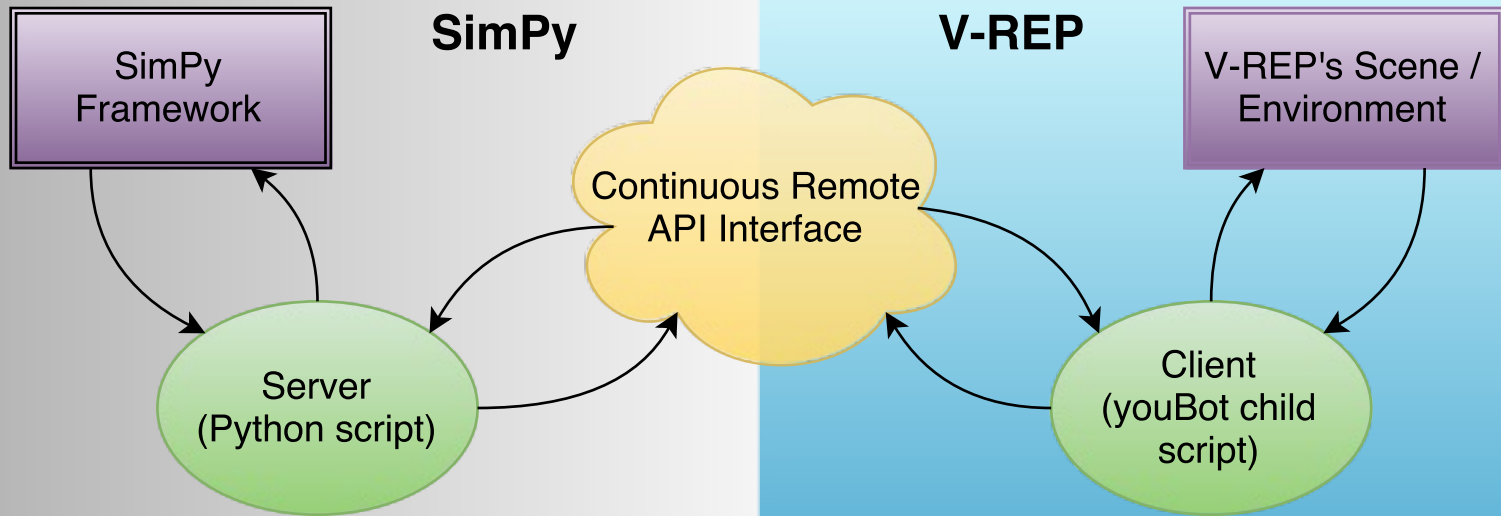 SimPy
V-REP
SimPy
Framework
V-REP's Scene /
Environment
Continuous Remote
API Interface
Server
(Python script)
Client
(youBot child
script)